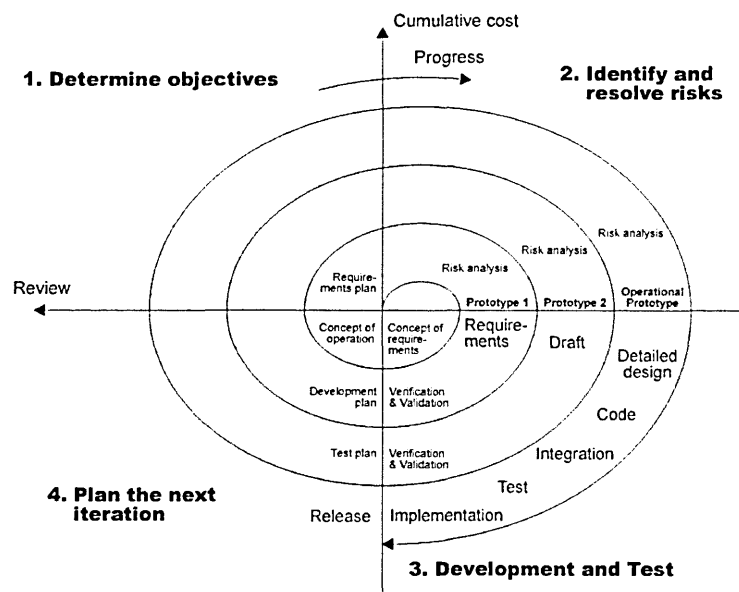 Cumulative cost
Progress
1. Determine objectives
2. Identify and
resolve risks
Risk analysis
Risk analysis
Risk analysis
Require-
ments plan
Review
Prototype 1
Prototype 2
Operational
Prototype
Concept of
operation
Concept of
require-
ments
Require-
ments
Draft
Detailed
design
Development
plan
Verification
& Validation
Code
Test plan
Verification
& Validation
Integration
Test
4. Plan the next
iteration
Release
Implementation
3. Development and Test